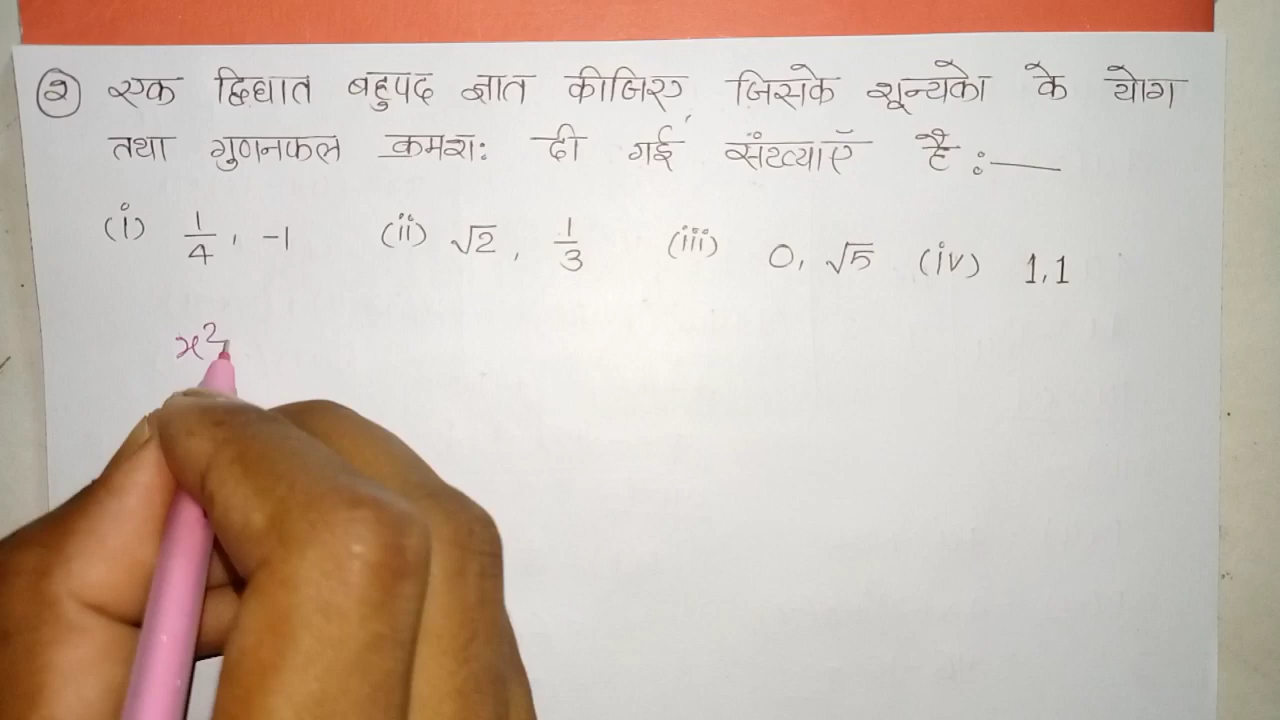 ② एक द्विघात बहुपद ज्ञात कीजिए, जिसके शून्यको के योग
तथा गुणनफल क्रमश: दी गई संख्याएँ है :—
(i) 1/4, -1 (ii) √2, 1/3 (iii) 0, √5 (iv) 1,1
x²